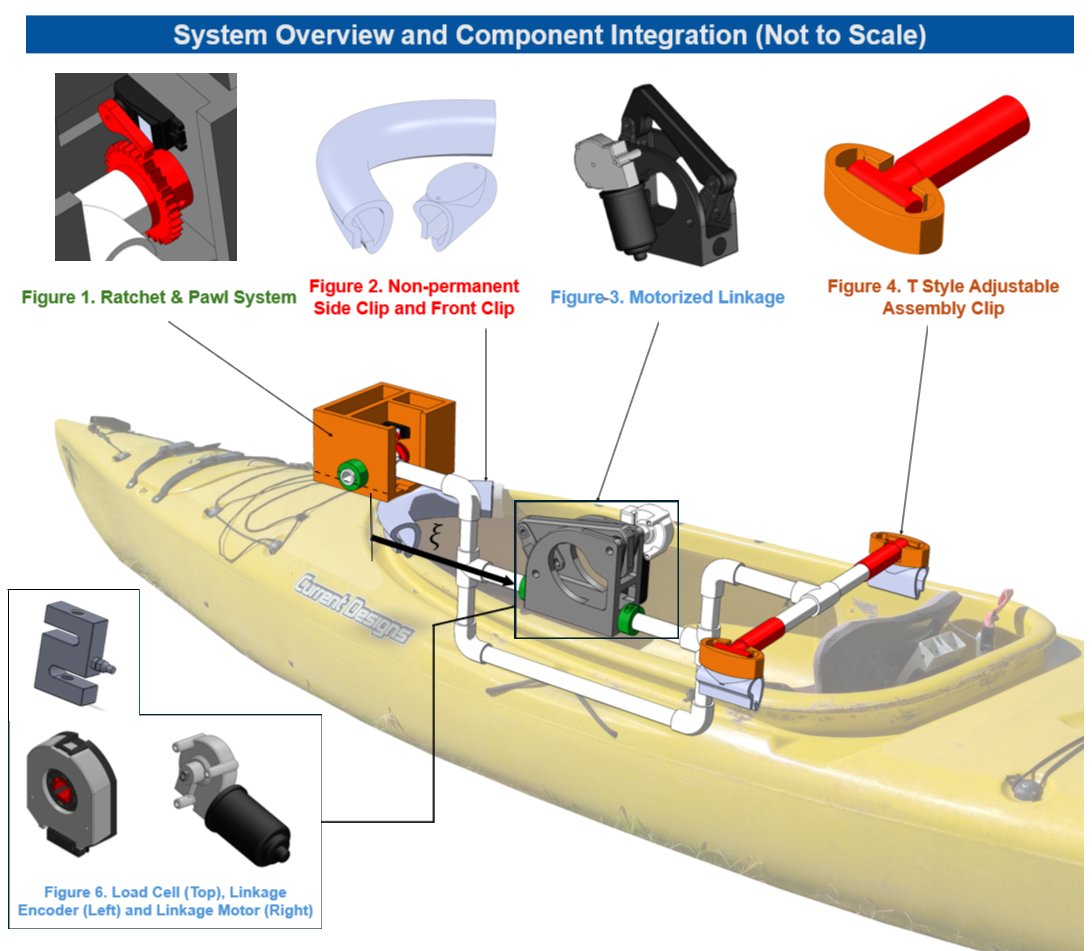 System Overview and Component Integration (Not to Scale)
Figure 1. Ratchet & Pawl System
Figure 2. Non-permanent
Side Clip and Front Clip
Figure-3. Motorized Linkage
Figure 4. T Style Adjustable
Assembly Clip
ξ
Current Designs
Figure 6. Load Cell (Top), Linkage
Encoder (Left) and Linkage Motor (Right)